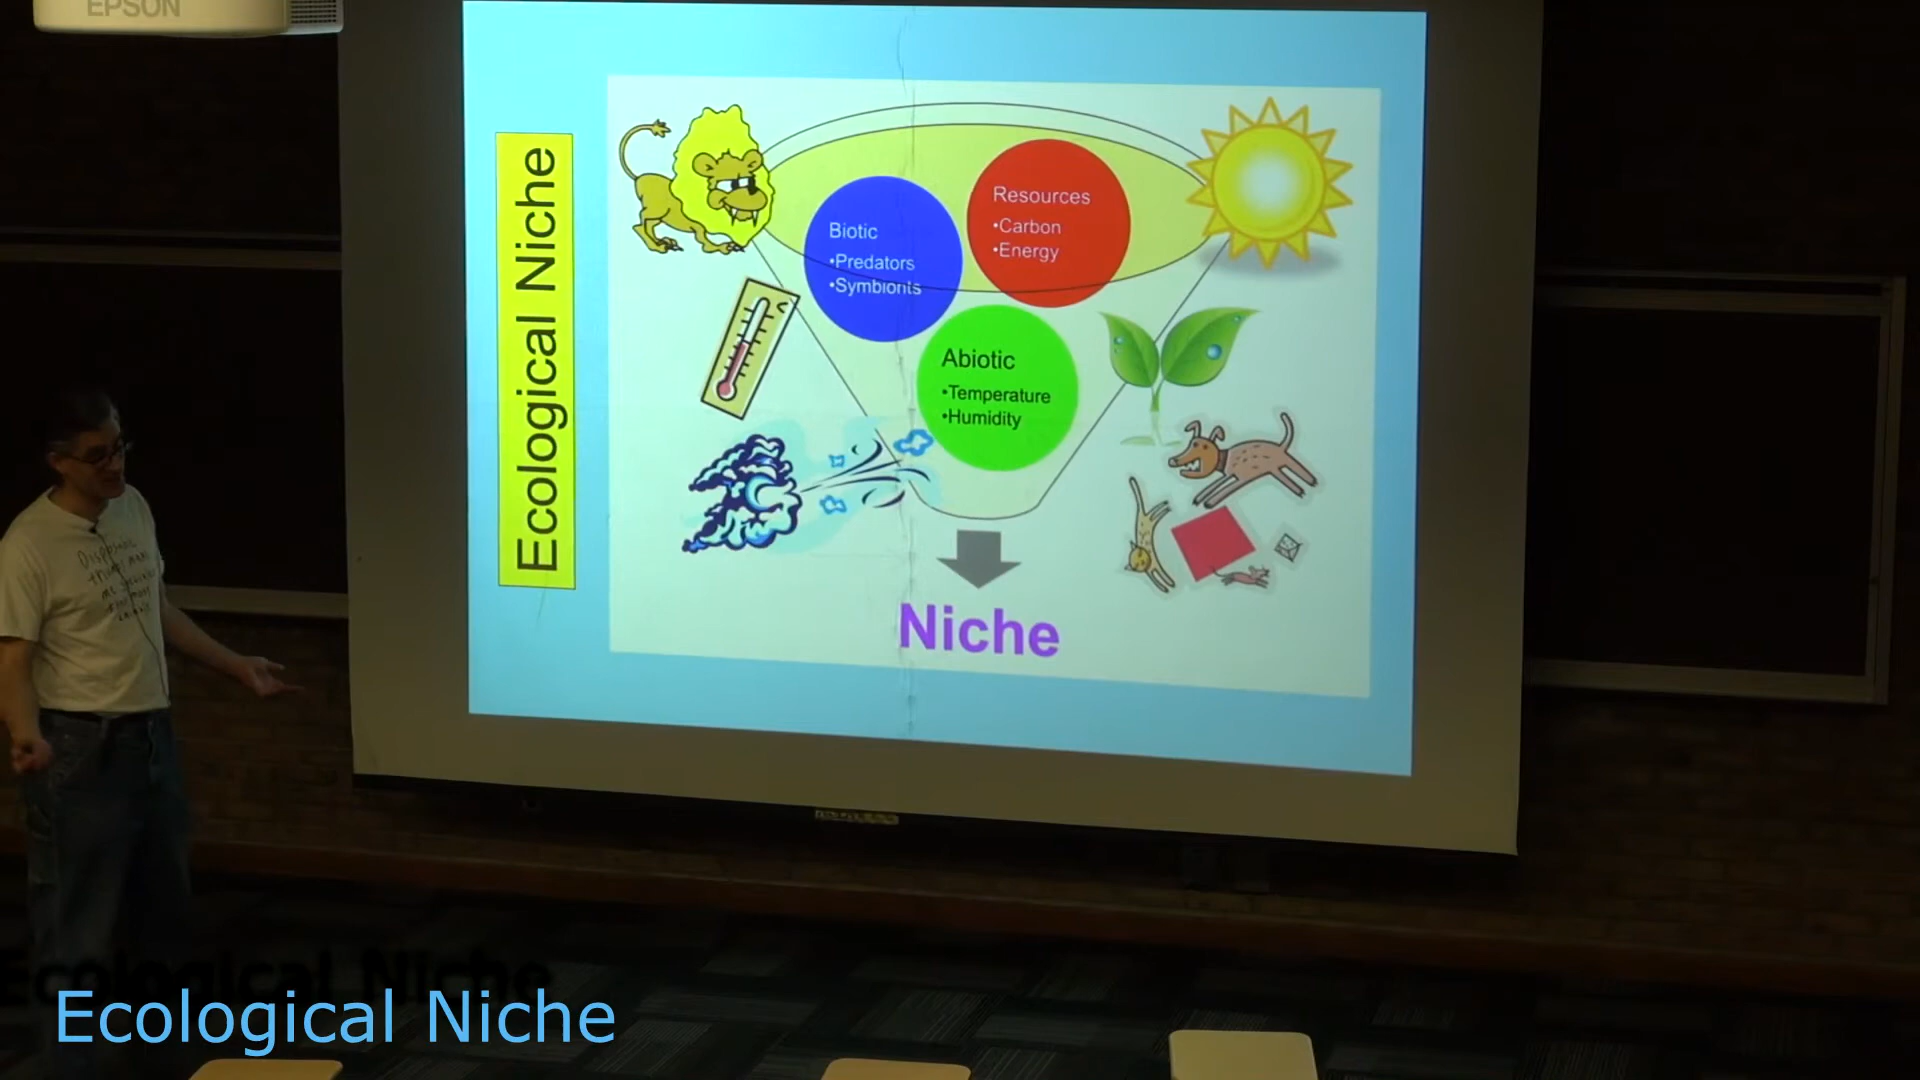 EPSON
Ecological Niche
Resources
•Carbon
•Energy
Biotic
•Predators
•Symbionts
Abiotic
•Temperature
•Humidity
Niche
Ecological Niche